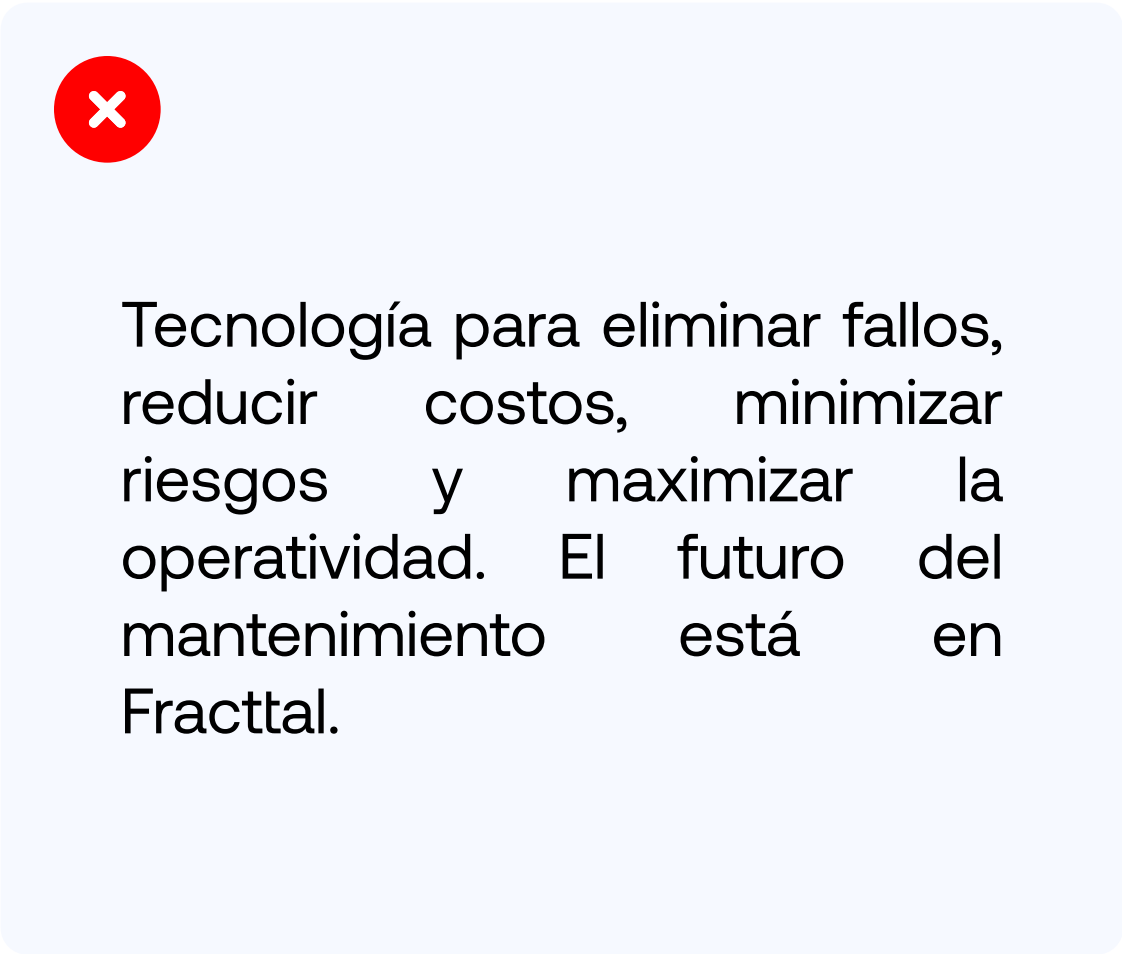 Tecnología para eliminar fallos,
reducir costos, minimizar
riesgos y maximizar la
operatividad. El futuro del
mantenimiento está en
Fracttal.